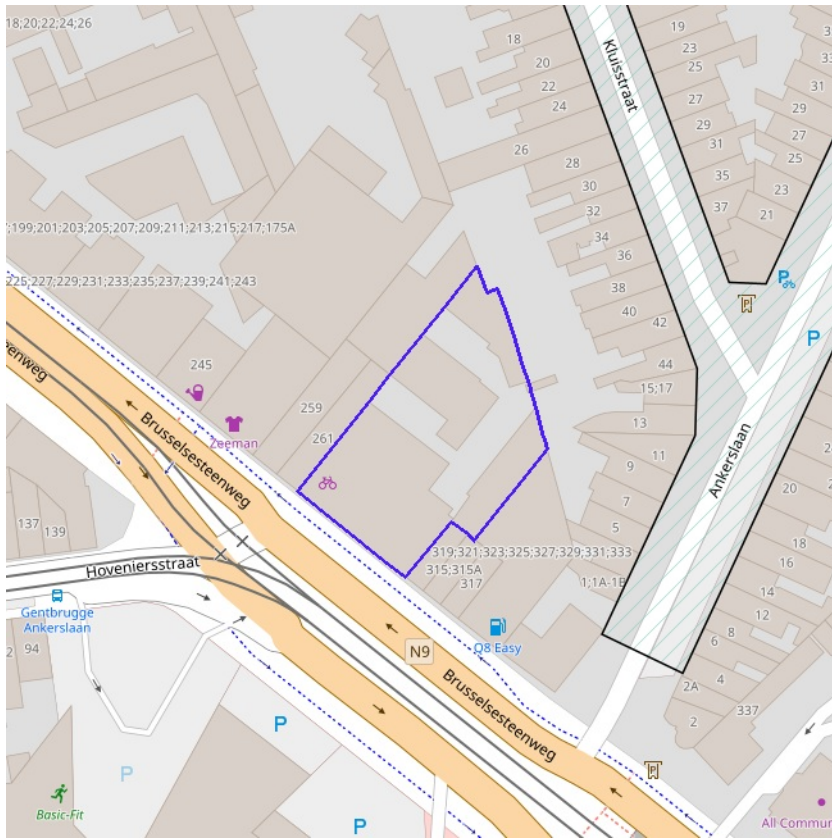 18;20;22;24;26
18
20
22
24
26
28
30
32
34
36
38
40
42
44
15;17
13
11
9
7
5
1;1A-1B
Kluisstraat
19
23
25
27
29
31
35
37
31
29
27
25
23
21
P
P
P
Ankerslaan
20
18
16
14
12
8
6
4
2A
2
337
;199;201;203;205;207;209;211;213;215;217;175A
225;227;229;231;233;235;237;239;241;243
245
Zeeman
259
261
319;321;323;325;327;329;331;333
315;315A
317
Q8 Easy
Brusselsesteenweg
N9
Brusselsesteenweg
137
139
Hoveniersstraat
Gentbrugge
Ankerslaan
94
P
P
P
Basic-Fit
P
All Commun